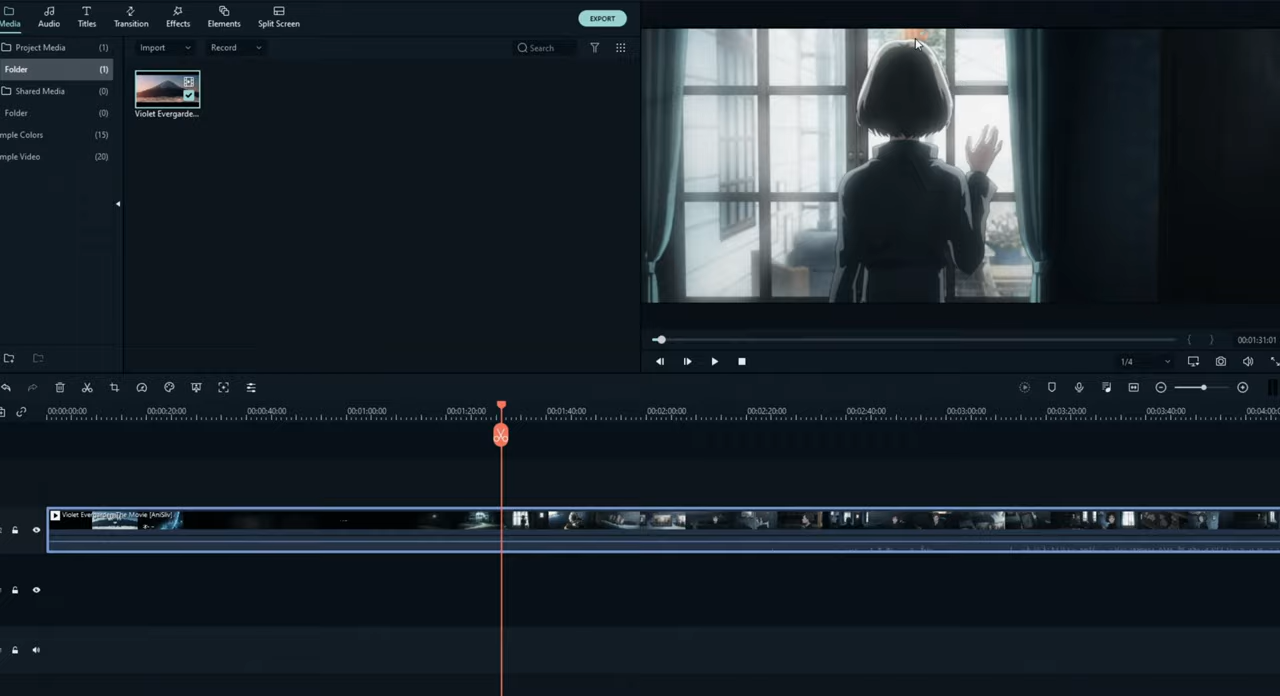 Media Audio Titles Transition Effects Elements Split Screen EXPORT
Project Media (1) Import Record Search
Folder (1)
Shared Media (0)
Folder (0) Violet Evergarde...
mple Colors (15)
mple Video (20)
00:01:31:01
1/4
00:00:00:00 00:00:20:00 00:00:40:00 00:01:00:00 00:01:20:00 00:01:40:00 00:02:00:00 00:02:20:00 00:02:40:00 00:03:00:00 00:03:20:00 00:03:40:00 00:04:00:0
Violet Evergarden The Movie [AniSliv]